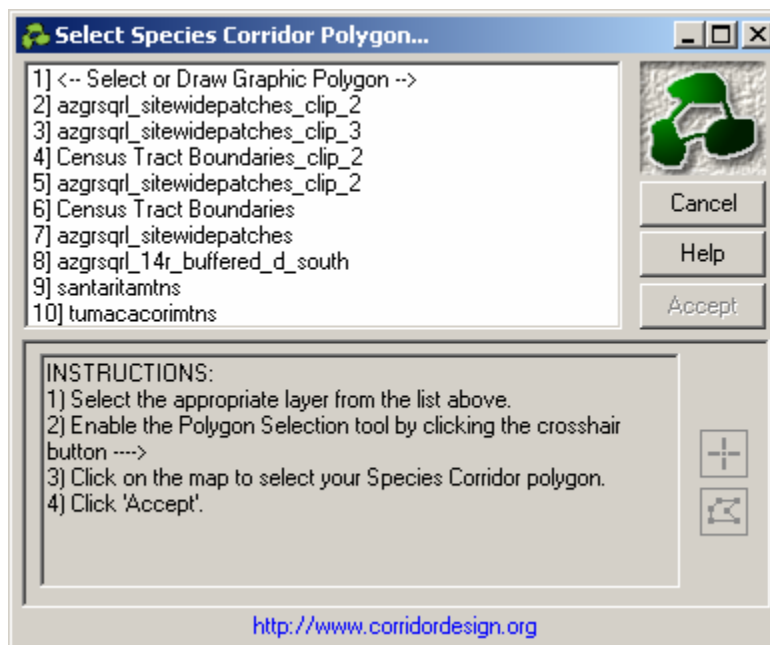 Select Species Corridor Polygon...
1] <-- Select or Draw Graphic Polygon -->
2] azgrsqrl_sitewidepatches_clip_2
3] azgrsqrl_sitewidepatches_clip_3
4] Census Tract Boundaries_clip_2
5] azgrsqrl_sitewidepatches_clip_2
6] Census Tract Boundaries
7] azgrsqrl_sitewidepatches
8] azgrsqrl_14r_buffered_d_south
9] santaritamtns
10] tumacacorimtns
Cancel
Help
Accept
INSTRUCTIONS:
1) Select the appropriate layer from the list above.
2) Enable the Polygon Selection tool by clicking the crosshair
button ---->
3) Click on the map to select your Species Corridor polygon.
4) Click 'Accept'.
http://www.corridordesign.org